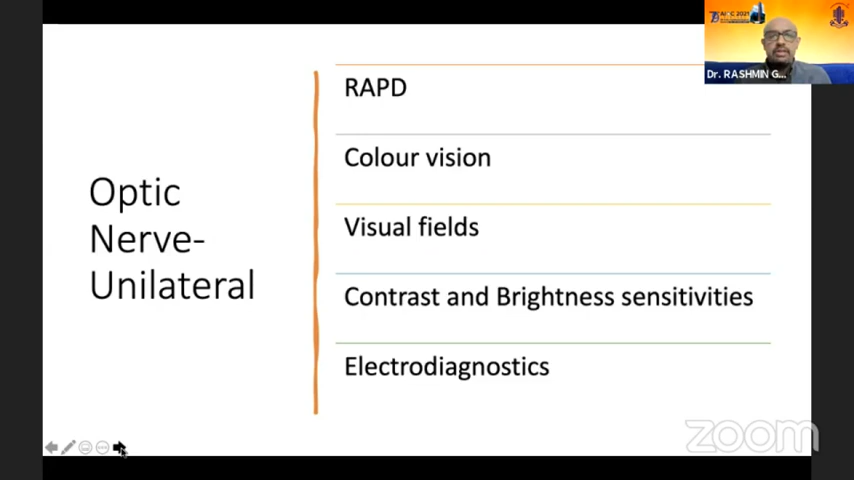 RAPD
Colour vision
Optic
Nerve-
Unilateral
Visual fields
Contrast and Brightness sensitivities
Electrodiagnostics
Dr. RASHMIN G...
zoom